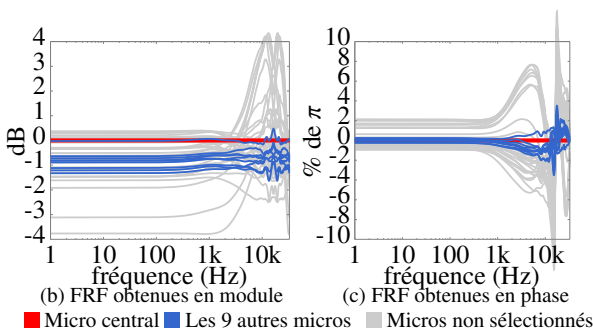 4
3
2
1
0
-1
-2
-3
-4
dB
1 10 100 1k 10k
fréquence (Hz)
(b) FRF obtenues en module
10
8
6
4
2
0
-2
-4
-6
-8
-10
% de π
1 10 100 1k 10k
fréquence (Hz)
(c) FRF obtenues en phase
Micro central Les 9 autres micros Micros non sélectionnés